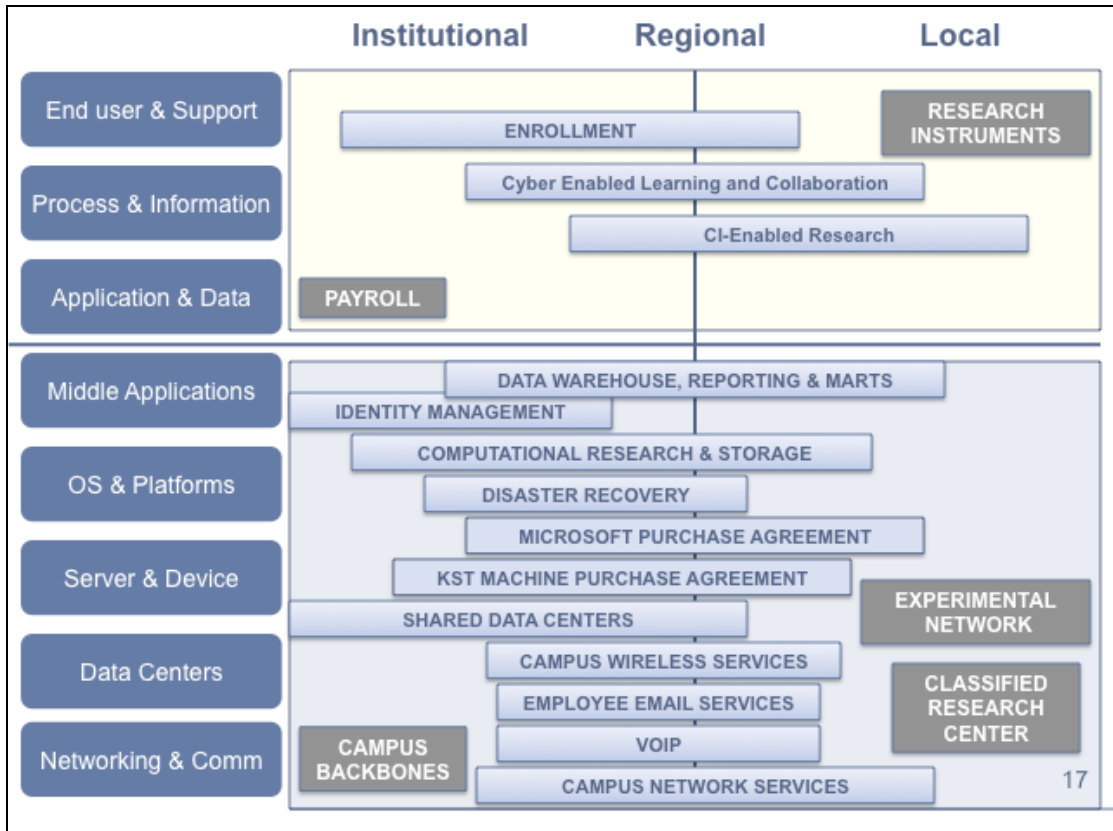 Institutional Regional Local
End user & Support
ENROLLMENT
RESEARCH
INSTRUMENTS
Process & Information
Cyber Enabled Learning and Collaboration
CI-Enabled Research
Application & Data
PAYROLL
Middle Applications
DATA WAREHOUSE, REPORTING & MARTS
IDENTITY MANAGEMENT
COMPUTATIONAL RESEARCH & STORAGE
OS & Platforms
DISASTER RECOVERY
MICROSOFT PURCHASE AGREEMENT
Server & Device
KST MACHINE PURCHASE AGREEMENT
EXPERIMENTAL
NETWORK
SHARED DATA CENTERS
Data Centers
CAMPUS WIRELESS SERVICES
EMPLOYEE EMAIL SERVICES
CLASSIFIED
RESEARCH
CENTER
Networking & Comm
CAMPUS
BACKBONES
VOIP
CAMPUS NETWORK SERVICES
17